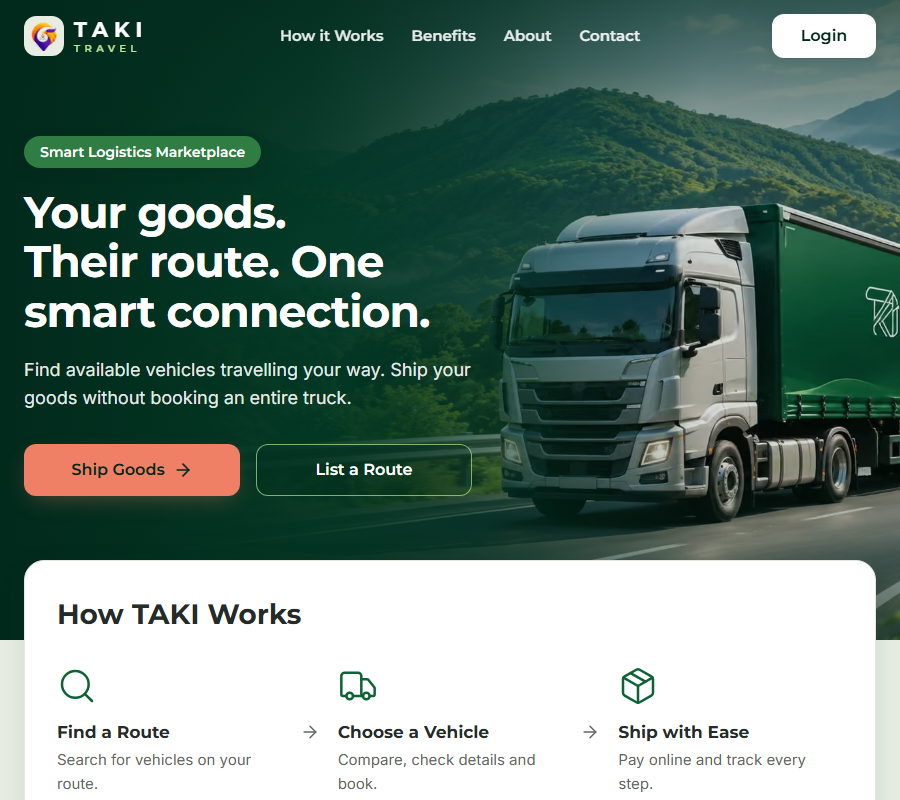 TAKI
TRAVEL
How it Works
Benefits
About
Contact
Login
Smart Logistics Marketplace
Your goods.
Their route. One
smart connection.
Find available vehicles travelling your way. Ship your
goods without booking an entire truck.
Ship Goods
List a Route
How TAKI Works
Find a Route
Search for vehicles on your
route.
Choose a Vehicle
Compare, check details and
book.
Ship with Ease
Pay online and track every
step.